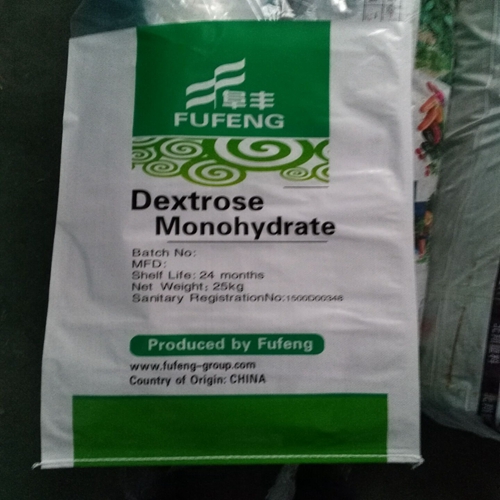 阜丰
FUFENG
Dextrose
Monohydrate
Batch No:
MFD:
Shelf Life: 24 months
Net Weight: 25kg
Sanitary RegistrationNo:1500D00348
Produced by Fufeng
www.fufeng-group.com
Country of Origin: CHINA